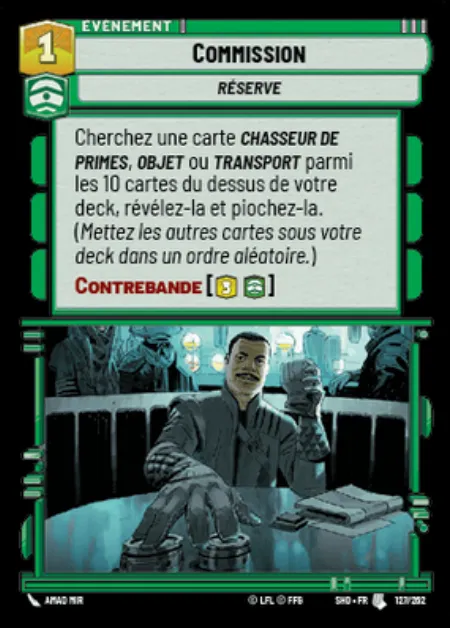 ÉVÉNEMENT
1
COMMISSION
RÉSERVE
Cherchez une carte CHASSEUR DE
PRIMES, OBJET ou TRANSPORT parmi
les 10 cartes du dessus de votre
deck, révélez-la et piochez-la.
(Mettez les autres cartes sous votre
deck dans un ordre aléatoire.)
CONTREBANDE [3]
AMAD MIR
© LFL © FFG
SHD • FR
127/262